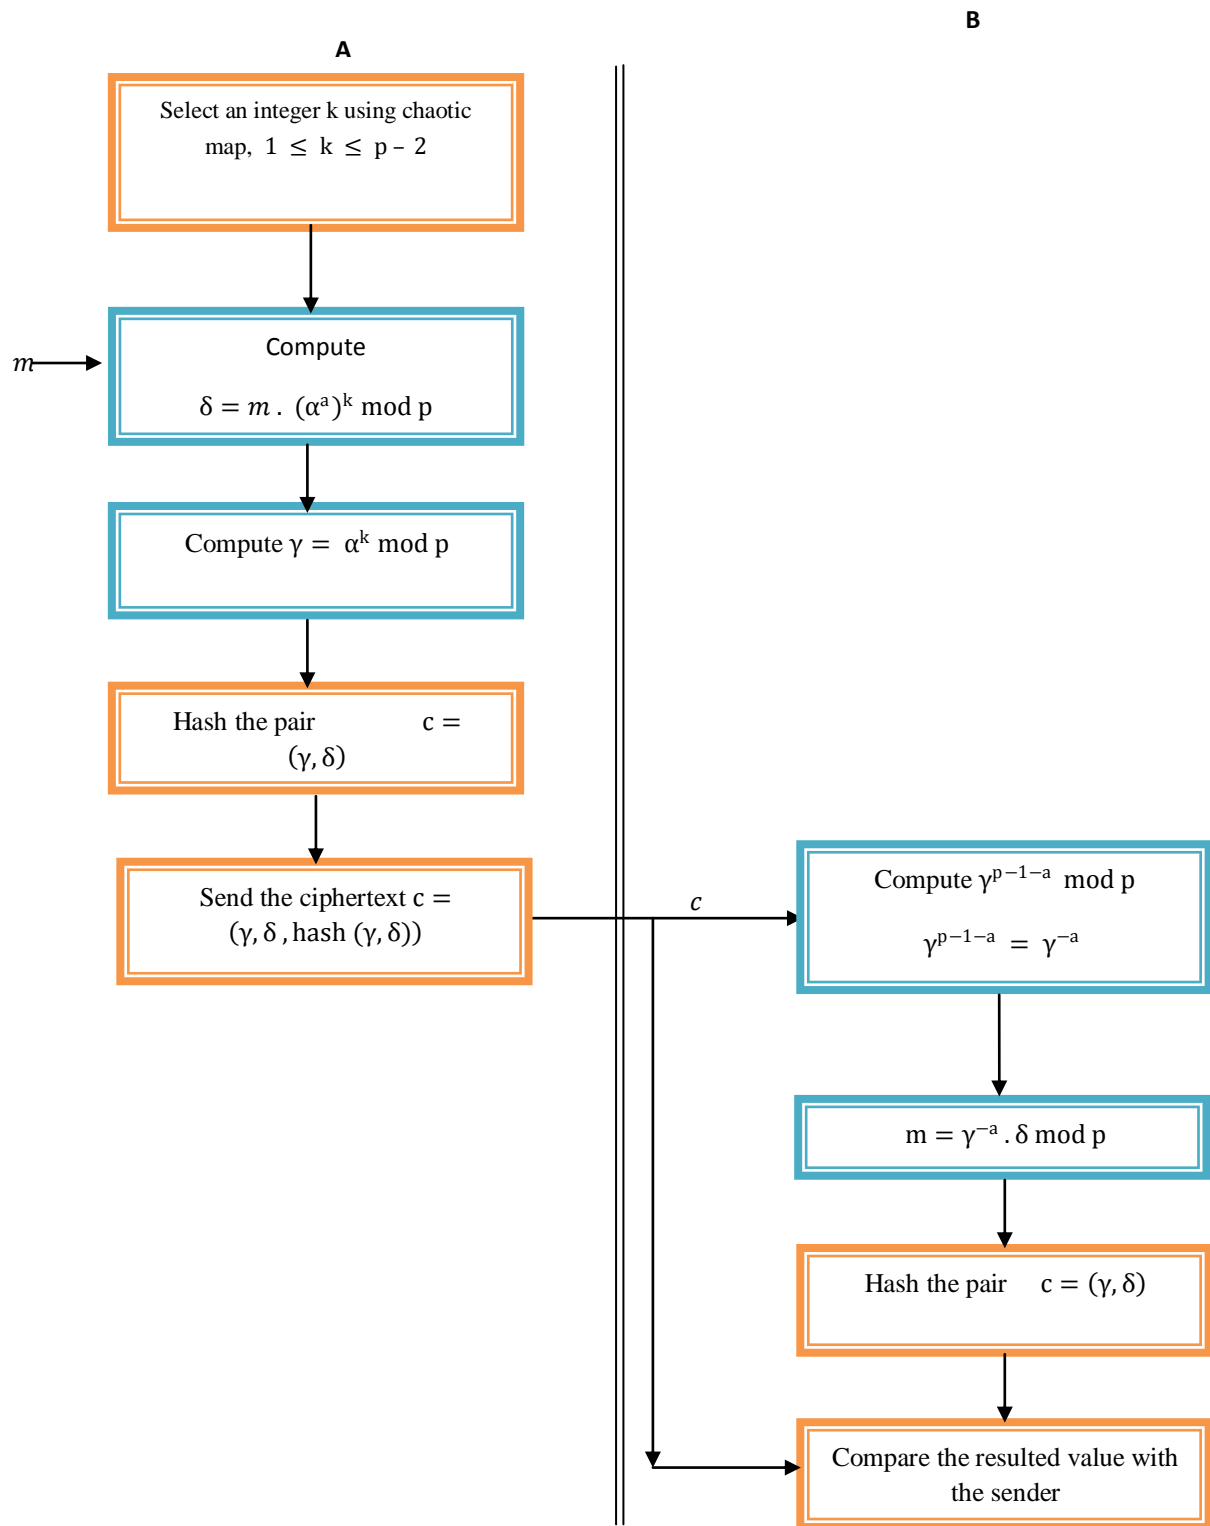 B
A
Select an integer k using chaotic
map, 1 ≤ k ≤ p – 2
m
Compute
δ = m . (α^a)^k mod p
Compute γ = α^k mod p
Hash the pair c =
(γ, δ)
Send the ciphertext c =
(γ, δ , hash (γ, δ))
c
Compute γ^{p−1−a} mod p
γ^{p−1−a} = γ^{−a}
m = γ^{−a} . δ mod p
Hash the pair c = (γ, δ)
Compare the resulted value with
the sender